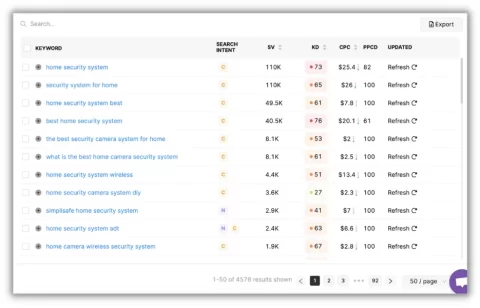 Search...
Export
KEYWORD SEARCH INTENT SV KD CPC PPCD UPDATED
home security system C 110K 73 $25.4 82 Refresh
security system for home C 110K 65 $26 100 Refresh
home security system best C 49.5K 61 $7.8 100 Refresh
best home security system C 40.5K 76 $20.1 61 Refresh
the best security camera system for home C 8.1K 53 $2 100 Refresh
what is the best home camera security system C 8.1K 61 $2.5 100 Refresh
home security system wireless C 4.4K 51 $13.4 100 Refresh
home security camera system diy C 3.6K 27 $2.3 100 Refresh
simplisafe home security system N 2.9K 41 $7 100 Refresh
home security system adt N C 2.4K 63 $6.6 100 Refresh
home camera wireless security system C 1.9K 67 $2.8 100 Refresh
1-50 of 4576 results shown < 1 2 3 ••• 92 > 50 / page